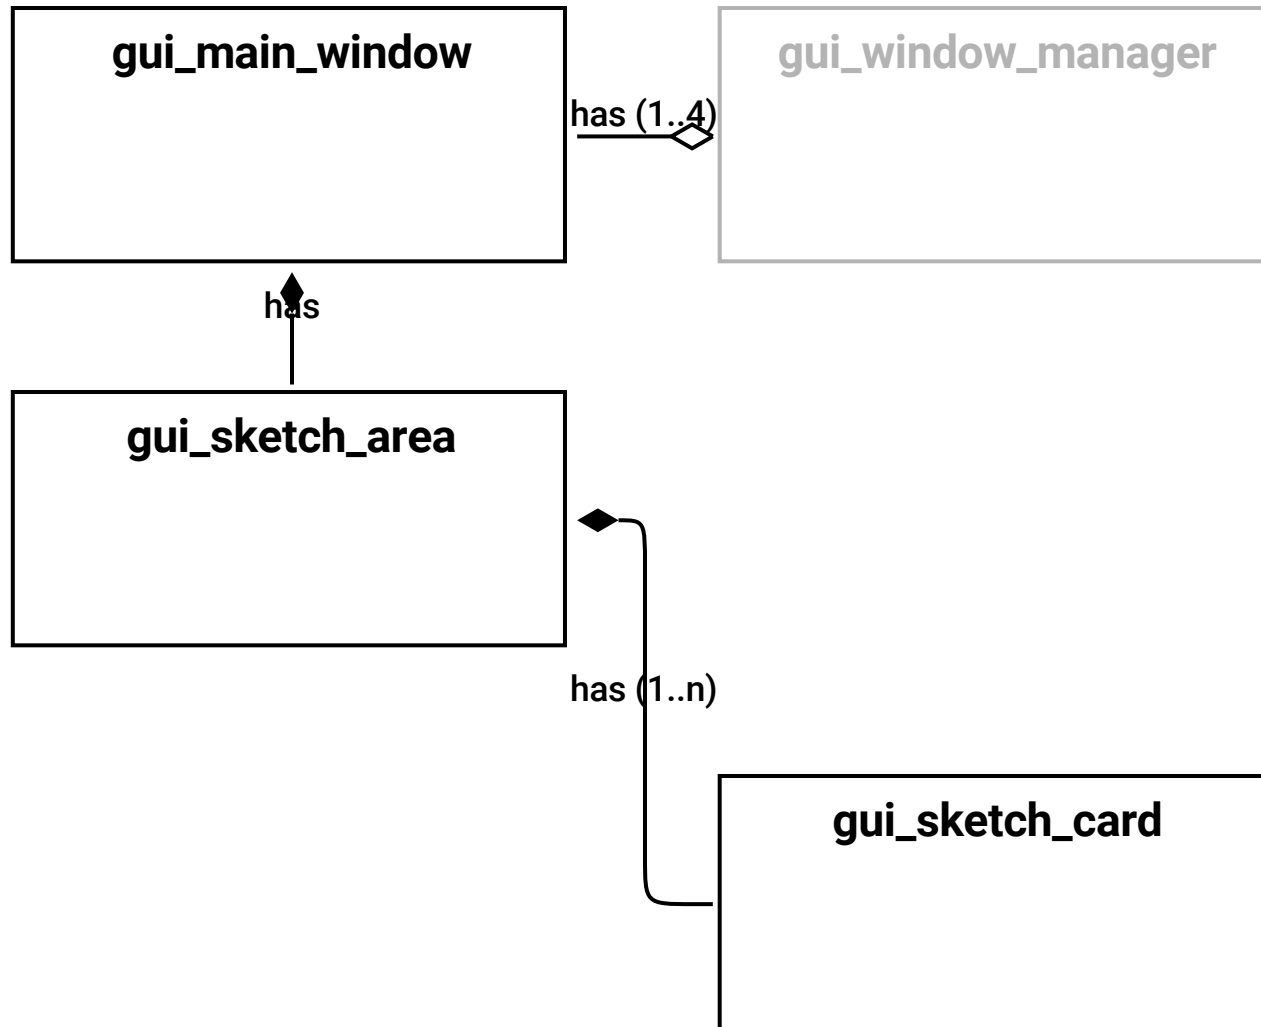 gui_main_window
gui_window_manager
has (1..4)
has
gui_sketch_area
has (1..n)
gui_sketch_card